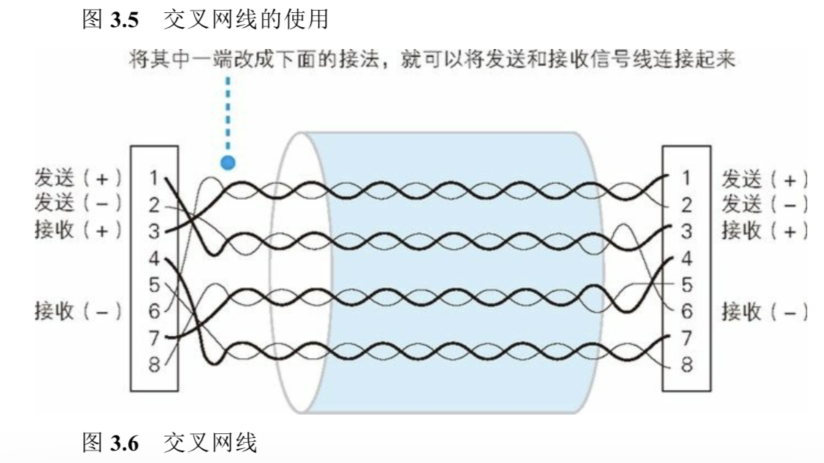 图 3.5 交叉网线的使用
将其中一端改成下面的接法，就可以将发送和接收信号线连接起来
发送（+） 1 1 发送（+）
发送（-） 2 2 发送（-）
接收（+） 3 3 接收（+）
4 4
5 5
接收（-） 6 6 接收（-）
7 7
8 8
图 3.6 交叉网线